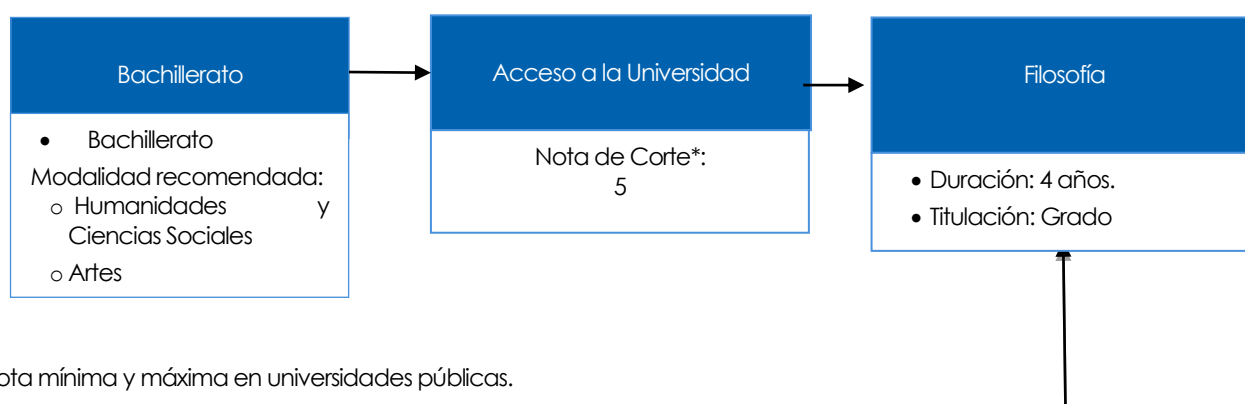 Bachillerato
• Bachillerato
Modalidad recomendada:
o Humanidades y
Ciencias Sociales
o Artes
Acceso a la Universidad
Nota de Corte*:
5
Filosofía
• Duración: 4 años.
• Titulación: Grado
ota mínima y máxima en universidades públicas.